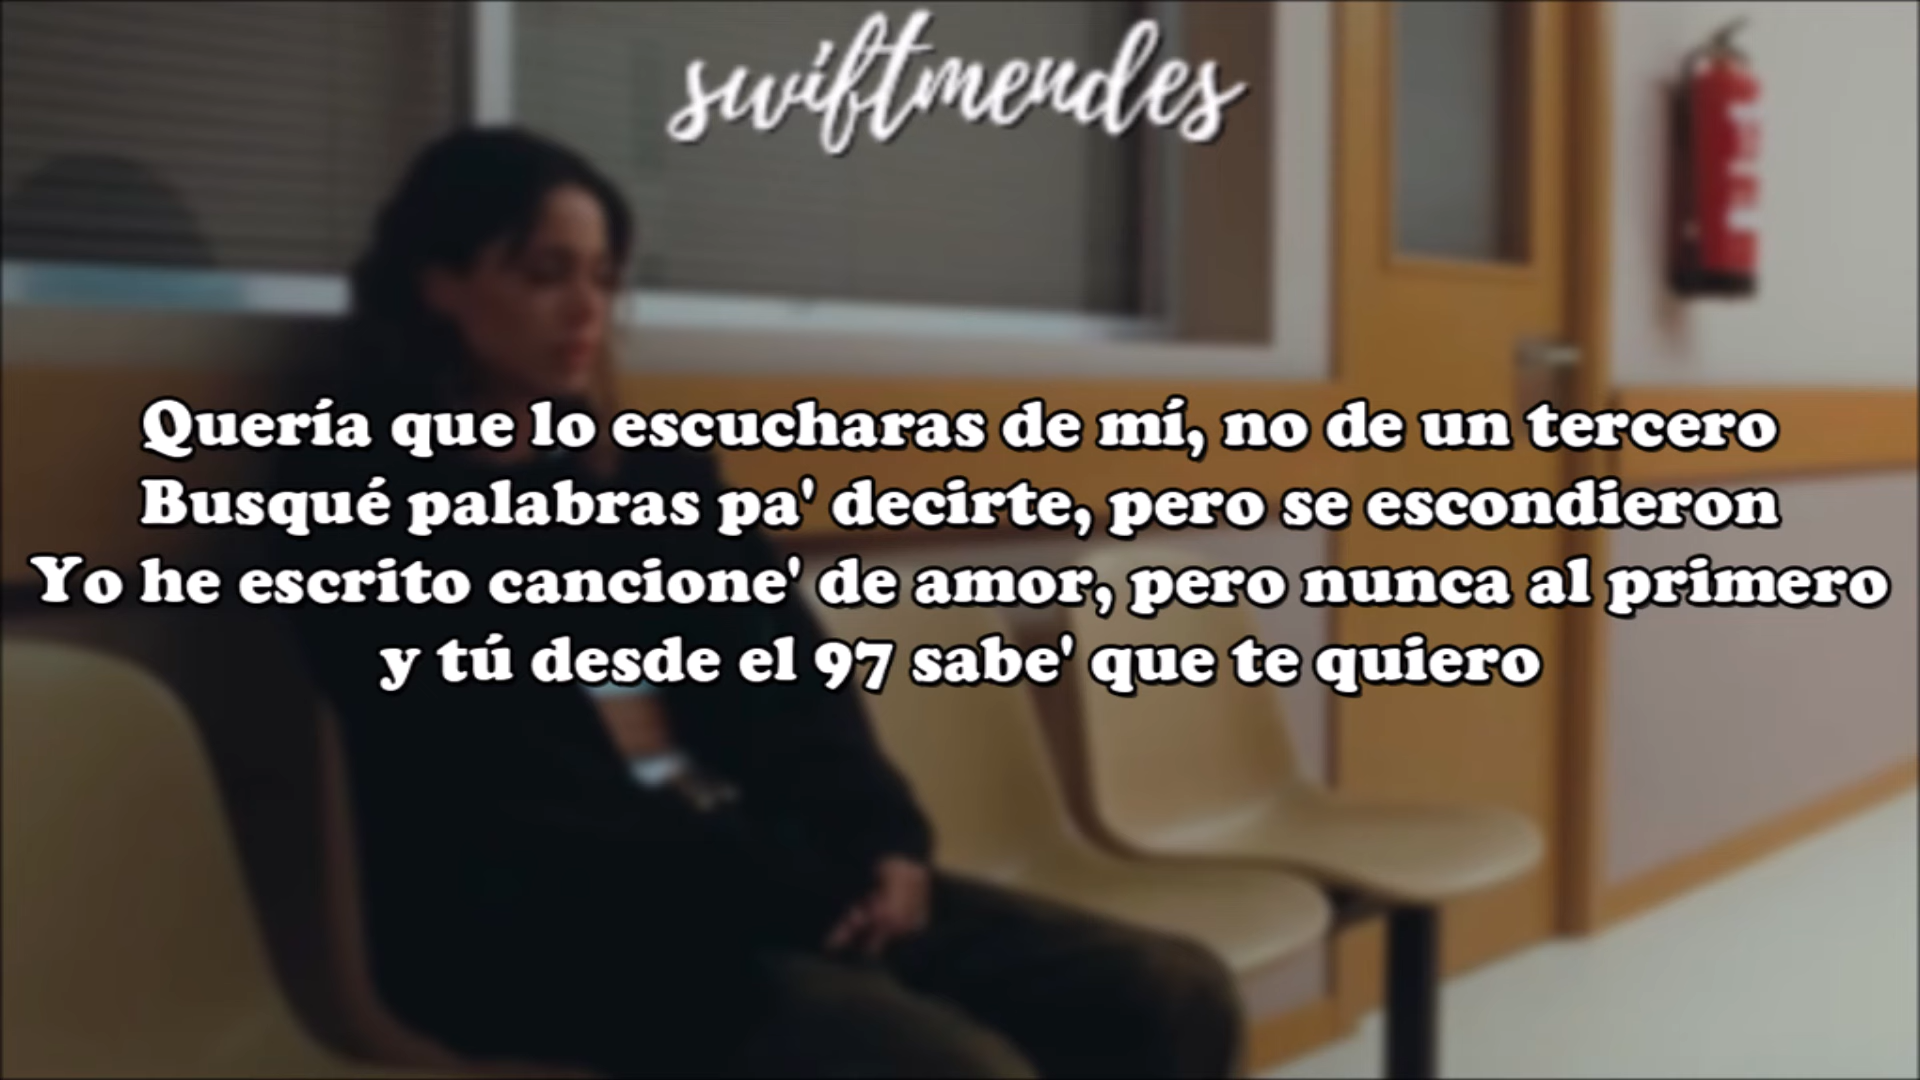 swiftmendes
Quería que lo escucharas de mí, no de un tercero
Busqué palabras pa' decirte, pero se escondieron
Yo he escrito cancione' de amor, pero nunca al primero
y tú desde el 97 sabe' que te quiero